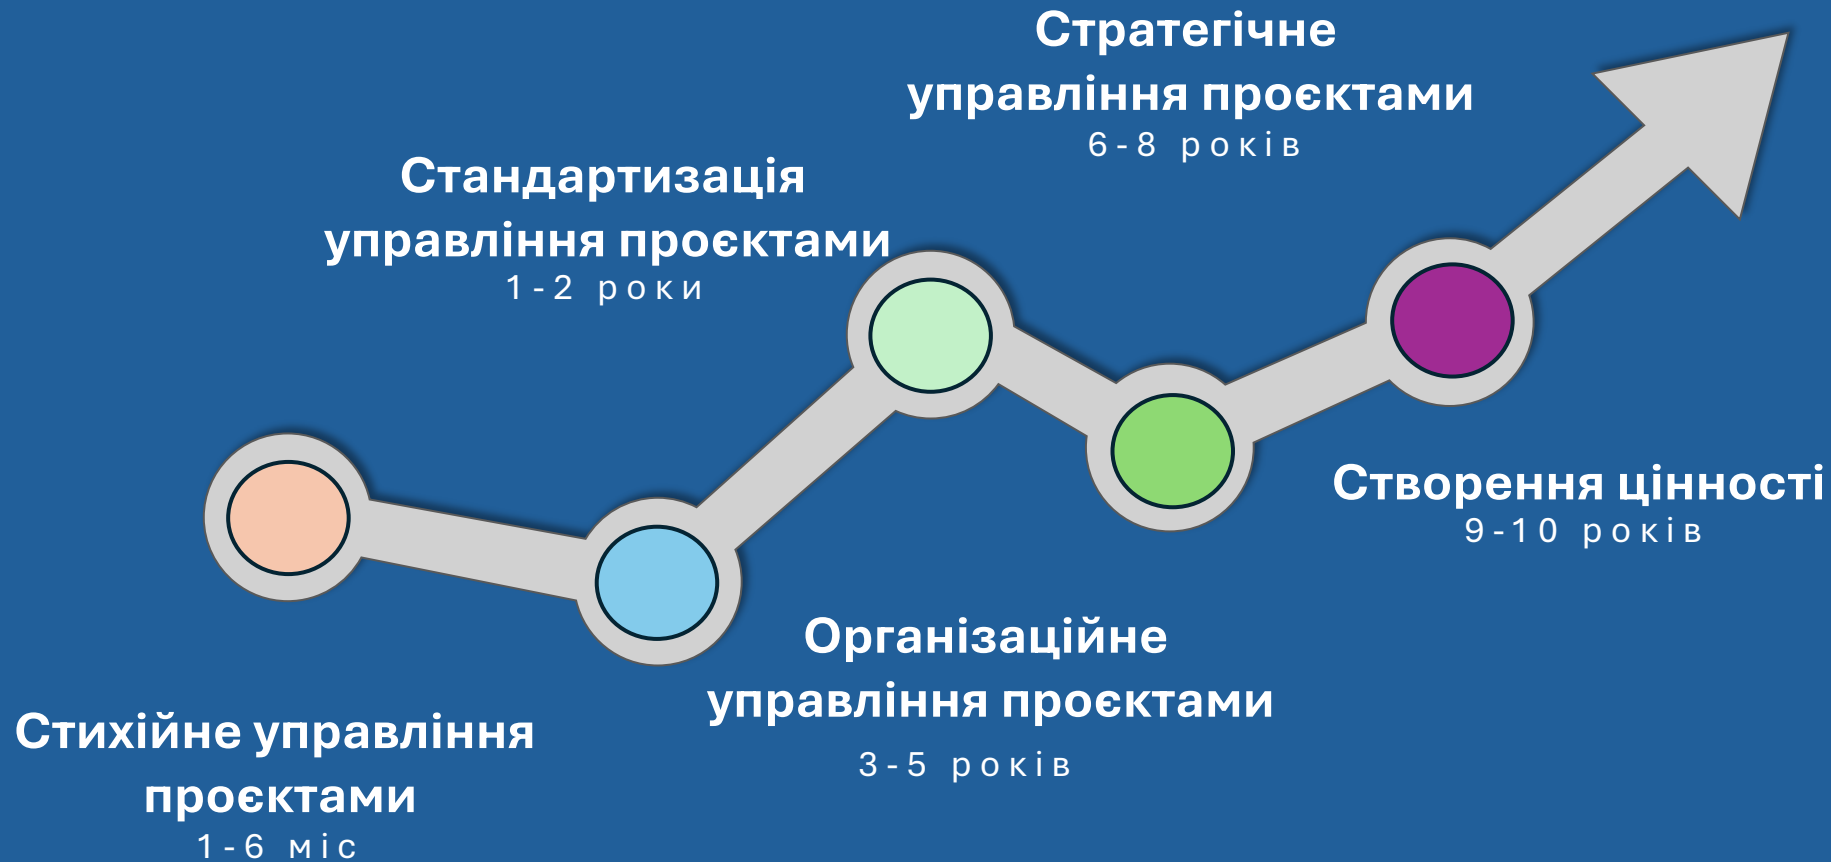 Стратегічне
управління проєктами
6-8 років
Стандартизація
управління проєктами
1-2 роки
Створення цінності
9-10 років
Організаційне
управління проєктами
3-5 років
Стихійне управління
проєктами
1-6 міс